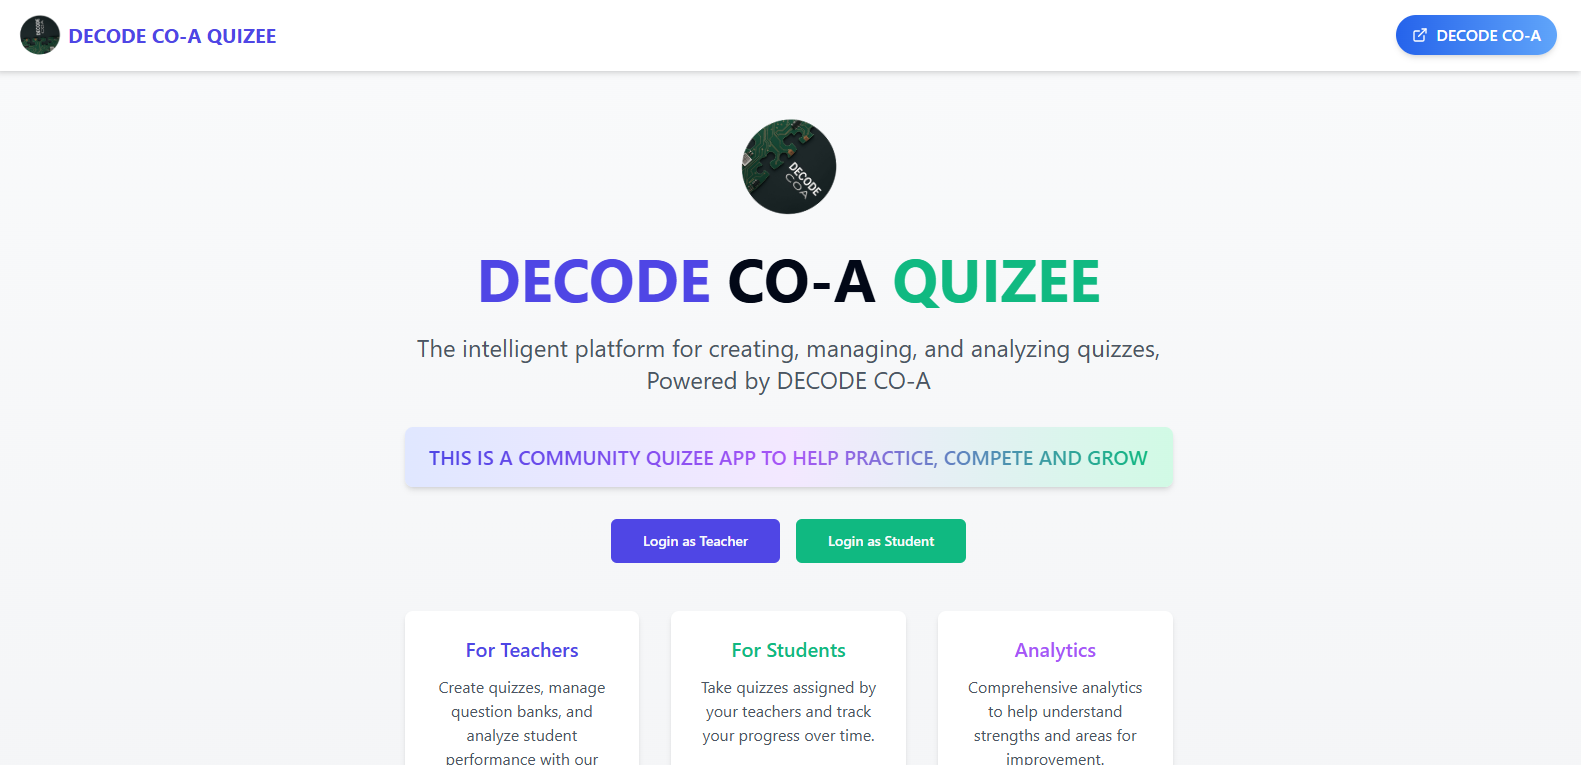 DECODE CO-A QUIZEE
DECODE CO-A
DECODE
COA
DECODE CO-A QUIZEE
The intelligent platform for creating, managing, and analyzing quizzes,
Powered by DECODE CO-A
THIS IS A COMMUNITY QUIZEE APP TO HELP PRACTICE, COMPETE AND GROW
Login as Teacher
Login as Student
For Teachers
Create quizzes, manage
question banks, and
analyze student
performance with our
For Students
Take quizzes assigned by
your teachers and track
your progress over time.
Analytics
Comprehensive analytics
to help understand
strengths and areas for
improvement.